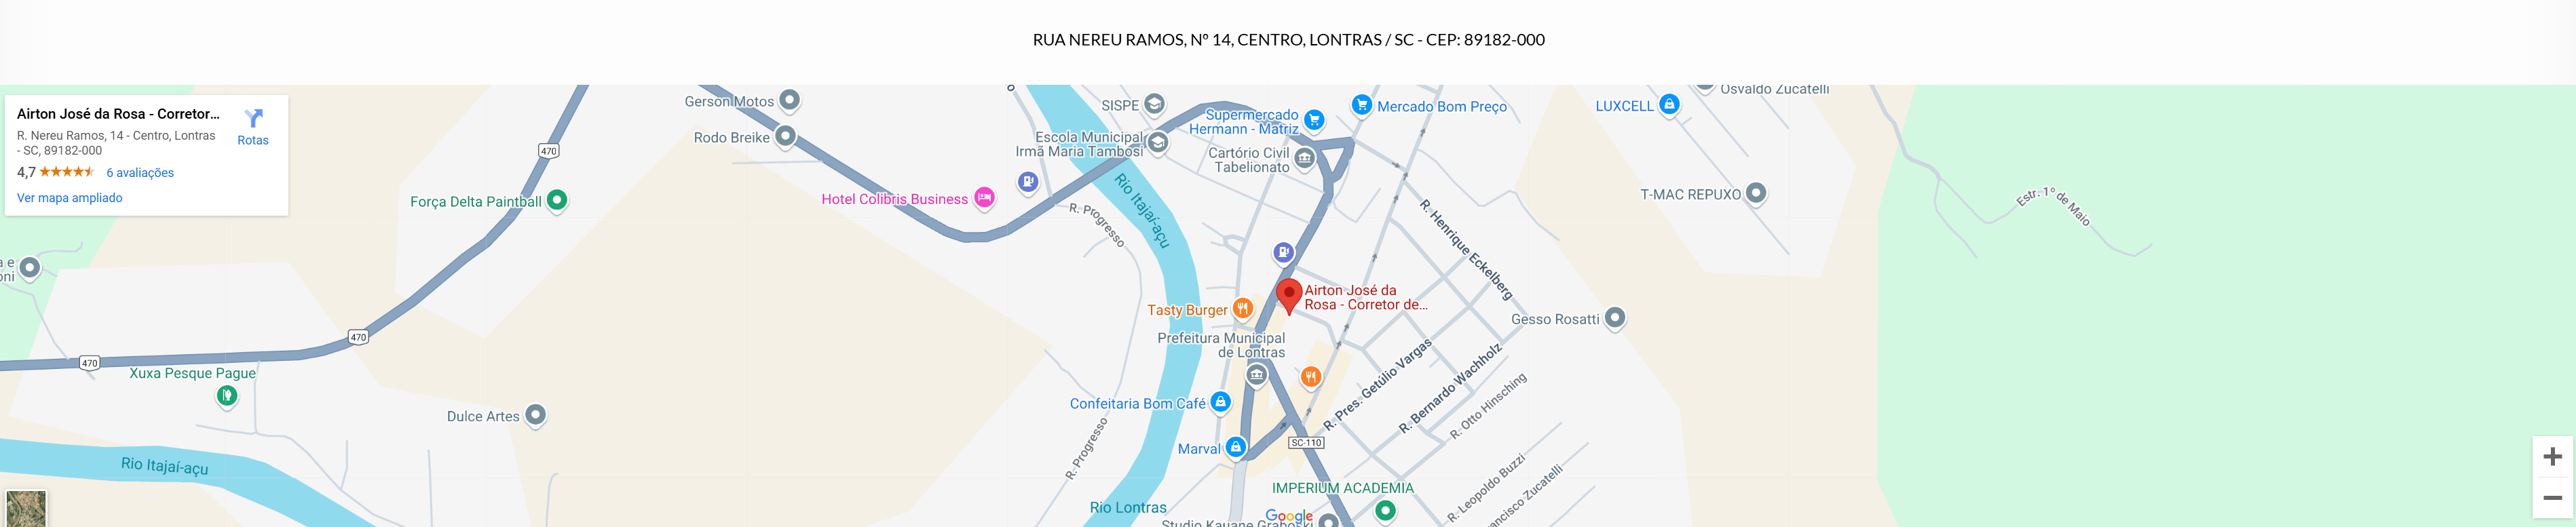 RUA NEREU RAMOS, Nº 14, CENTRO, LONTRAS / SC - CEP: 89182-000
Airton José da Rosa - Corretor...
R. Nereu Ramos, 14 - Centro, Lontras
- SC, 89182-000
4,7
6 avaliações
Ver mapa ampliado
Rotas
Gerson Motos
Rodo Breike
470
Força Delta Paintball
Hotel Colibris Business
SISPE
Escola Municipal
Irmã Maria Tambosi
Supermercado
Hermann - Matriz
Mercado Bom Preço
Cartório Civil
Tabelionato
LUXCELL
Osvaldo Zucatelli
T-MAC REPUXO
Estr. 1º de Maio
R. Progresso
Rio Itajaí-açu
R. Henrique Eckelberg
Airton José da
Rosa - Corretor de...
Tasty Burger
Gesso Rosatti
Prefeitura Municipal
de Lontras
470
470
Xuxa Pesque Pague
Dulce Artes
Confeitaria Bom Café
R. Pres. Getúlio Vargas
R. Bernardo Wachholz
R. Otto Hinsching
Marval
SC-110
R. Progresso
Rio Itajaí-açu
R. Leopoldo Buzzi
IMPERIUM ACADEMIA
Rio Lontras
Google
Studio Kauane